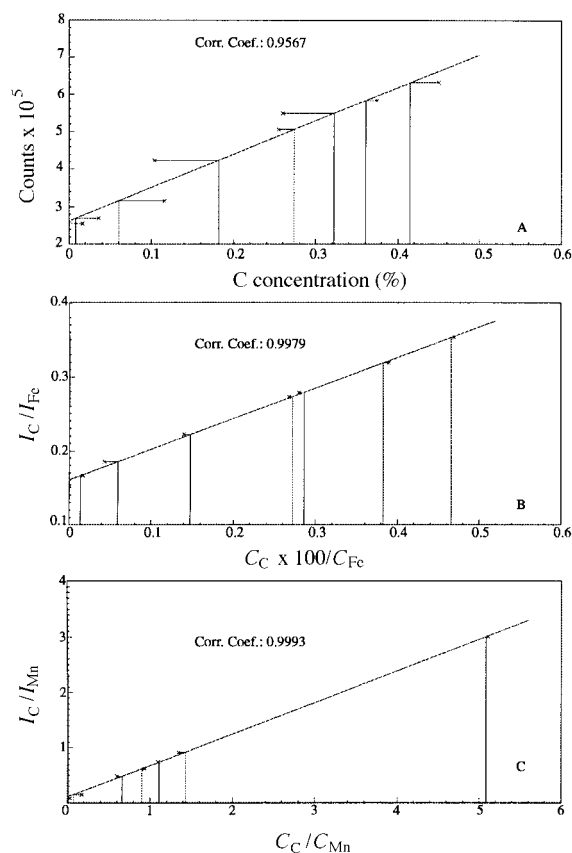 8
7
6
5
4
3
2
Counts x 10⁵
Corr. Coef.: 0.9567
A
0 0.1 0.2 0.3 0.4 0.5 0.6
C concentration (%)
0.4
0.3
0.2
0.1
I_C/I_Fe
Corr. Coef.: 0.9979
B
0 0.1 0.2 0.3 0.4 0.5 0.6
C_C x 100/C_Fe
4
3
2
1
0
I_C/I_Mn
Corr. Coef.: 0.9993
C
0 1 2 3 4 5 6
C_C/C_Mn